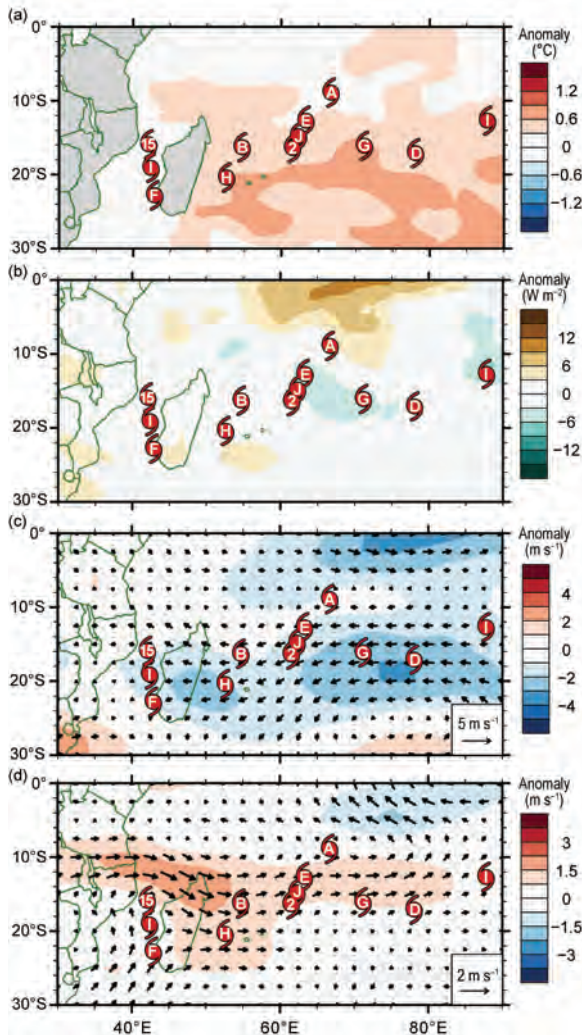 (a)
0°
10°S
20°S
30°S
A
E
J
2
B
H
G
D
I
15
I
F
Anomaly
(°C)
1.2
0.6
0
−0.6
−1.2
(b)
0°
10°S
20°S
30°S
A
E
J
2
B
H
G
D
I
15
I
F
Anomaly
(W m−2)
12
6
0
−6
−12
(c)
0°
10°S
20°S
30°S
A
E
J
2
B
H
G
D
I
15
I
F
5 m s−1
Anomaly
(m s−1)
4
2
0
−2
−4
(d)
0°
10°S
20°S
30°S
A
E
J
2
B
H
G
D
I
15
I
F
2 m s−1
Anomaly
(m s−1)
3
1.5
0
−1.5
−3
40°E
60°E
80°E